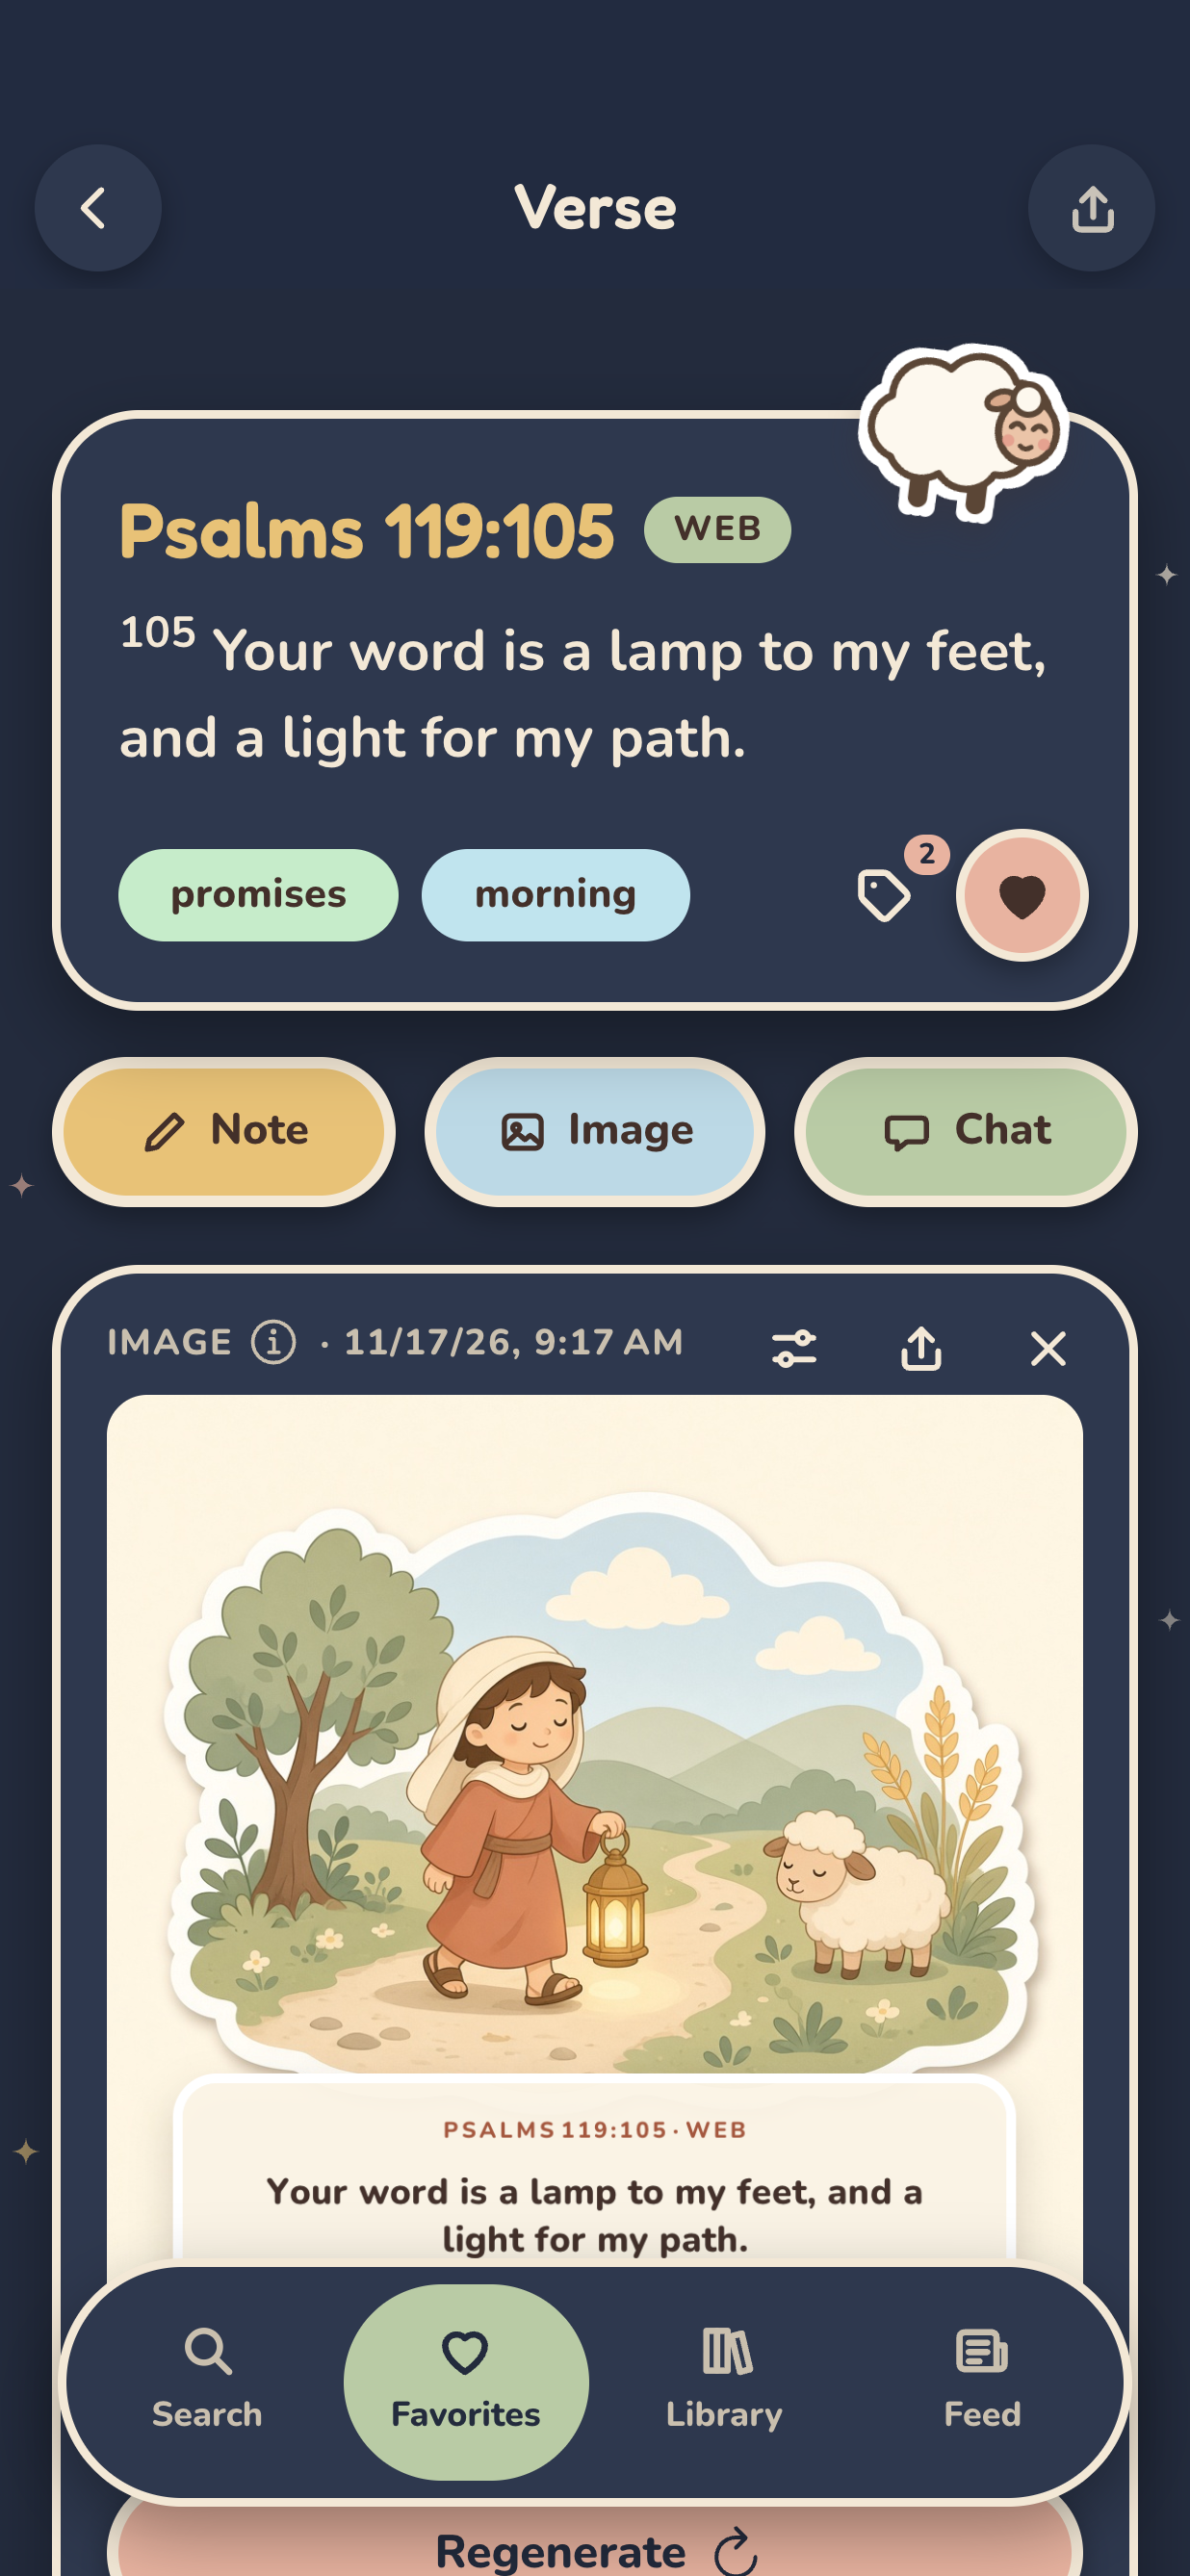 Verse
Psalms 119:105 WEB
105 Your word is a lamp to my feet,
and a light for my path.
promises morning 2
Note Image Chat
IMAGE · 11/17/26, 9:17 AM
PSALMS 119:105 · WEB
Your word is a lamp to my feet, and a
light for my path.
Search Favorites Library Feed
Regenerate